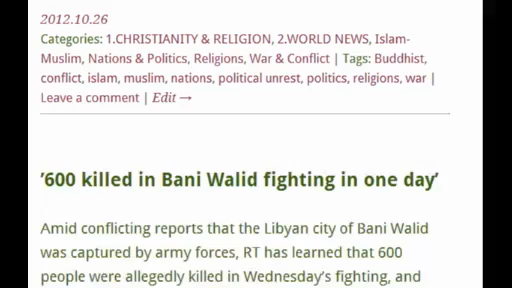 2012.10.26
Categories: 1.CHRISTIANITY & RELIGION, 2.WORLD NEWS, Islam-
Muslim, Nations & Politics, Religions, War & Conflict | Tags: Buddhist,
conflict, islam, muslim, nations, political unrest, politics, religions, war |
Leave a comment | Edit →
’600 killed in Bani Walid fighting in one day’
Amid conflicting reports that the Libyan city of Bani Walid
was captured by army forces, RT has learned that 600
people were allegedly killed in Wednesday’s fighting, and